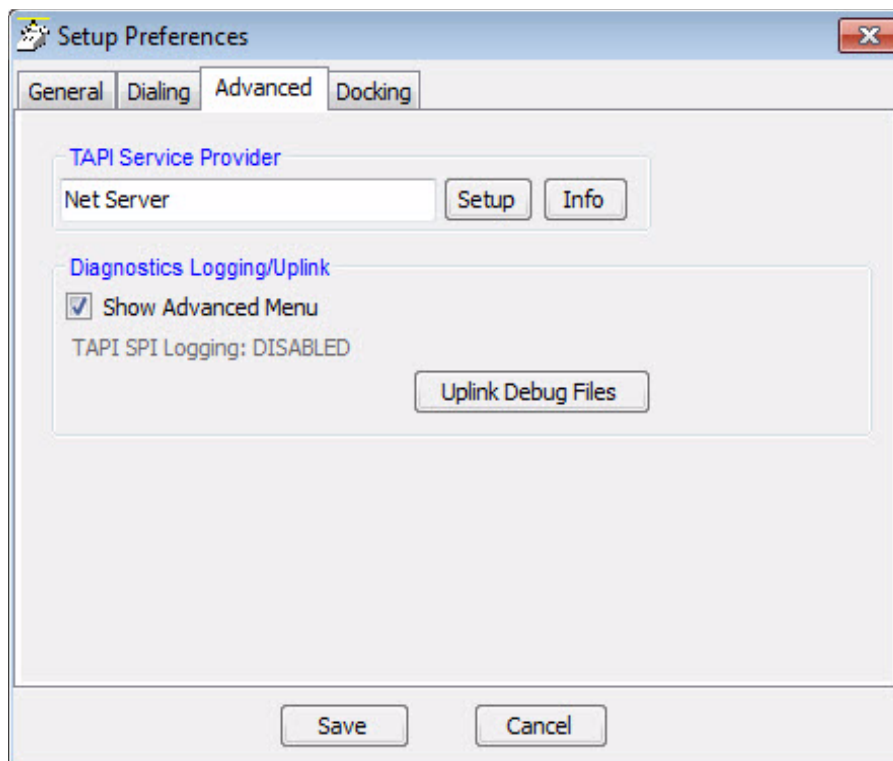 Setup Preferences
General Dialing Advanced Docking
TAPI Service Provider
Net Server Setup Info
Diagnostics Logging/Uplink
Show Advanced Menu
TAPI SPI Logging: DISABLED
Uplink Debug Files
Save Cancel